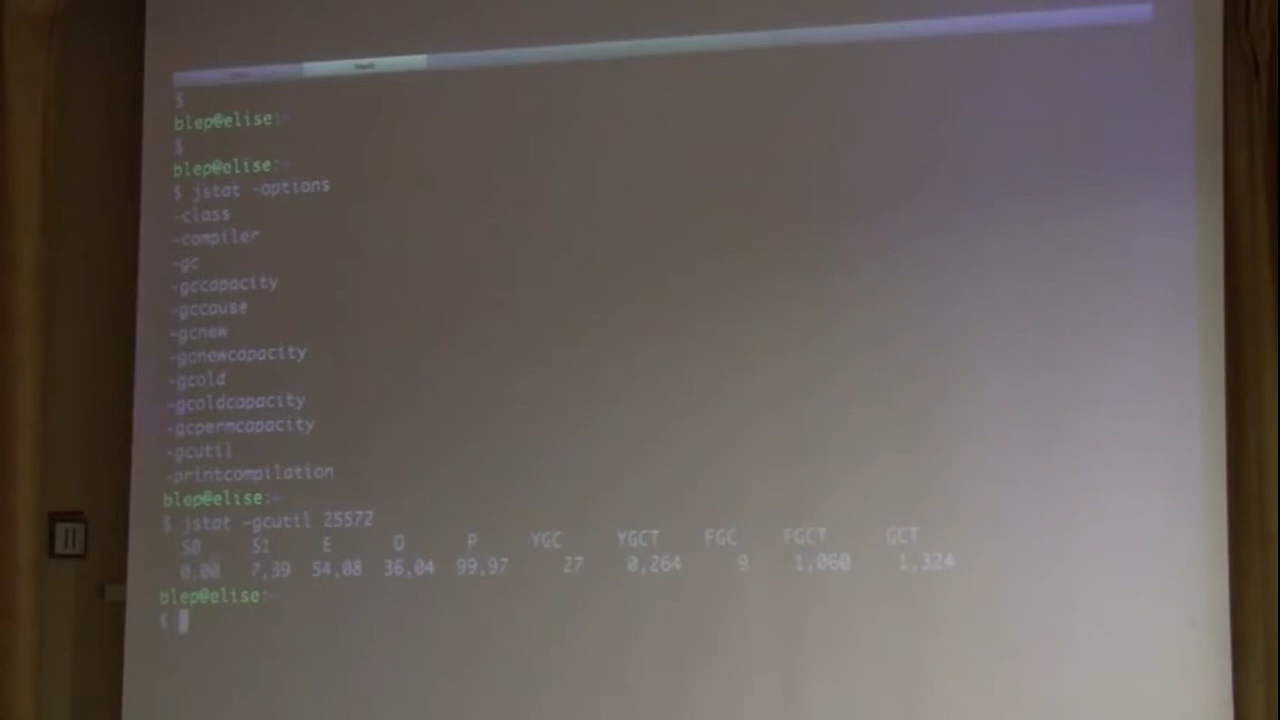 $
blep@elise:~
$
blep@elise:~
$ jstat -options
-class
-compiler
-gc
-gccapacity
-gccause
-gcnew
-gcnewcapacity
-gcold
-gcoldcapacity
-gcpermcapacity
-gcutil
-printcompilation
blep@elise:~
$ jstat -gcutil 25572
S0 S1 E O P YGC YGCT FGC FGCT GCT
0,00 7,39 54,08 36,04 99,97 27 0,264 9 1,060 1,324
blep@elise:~
$